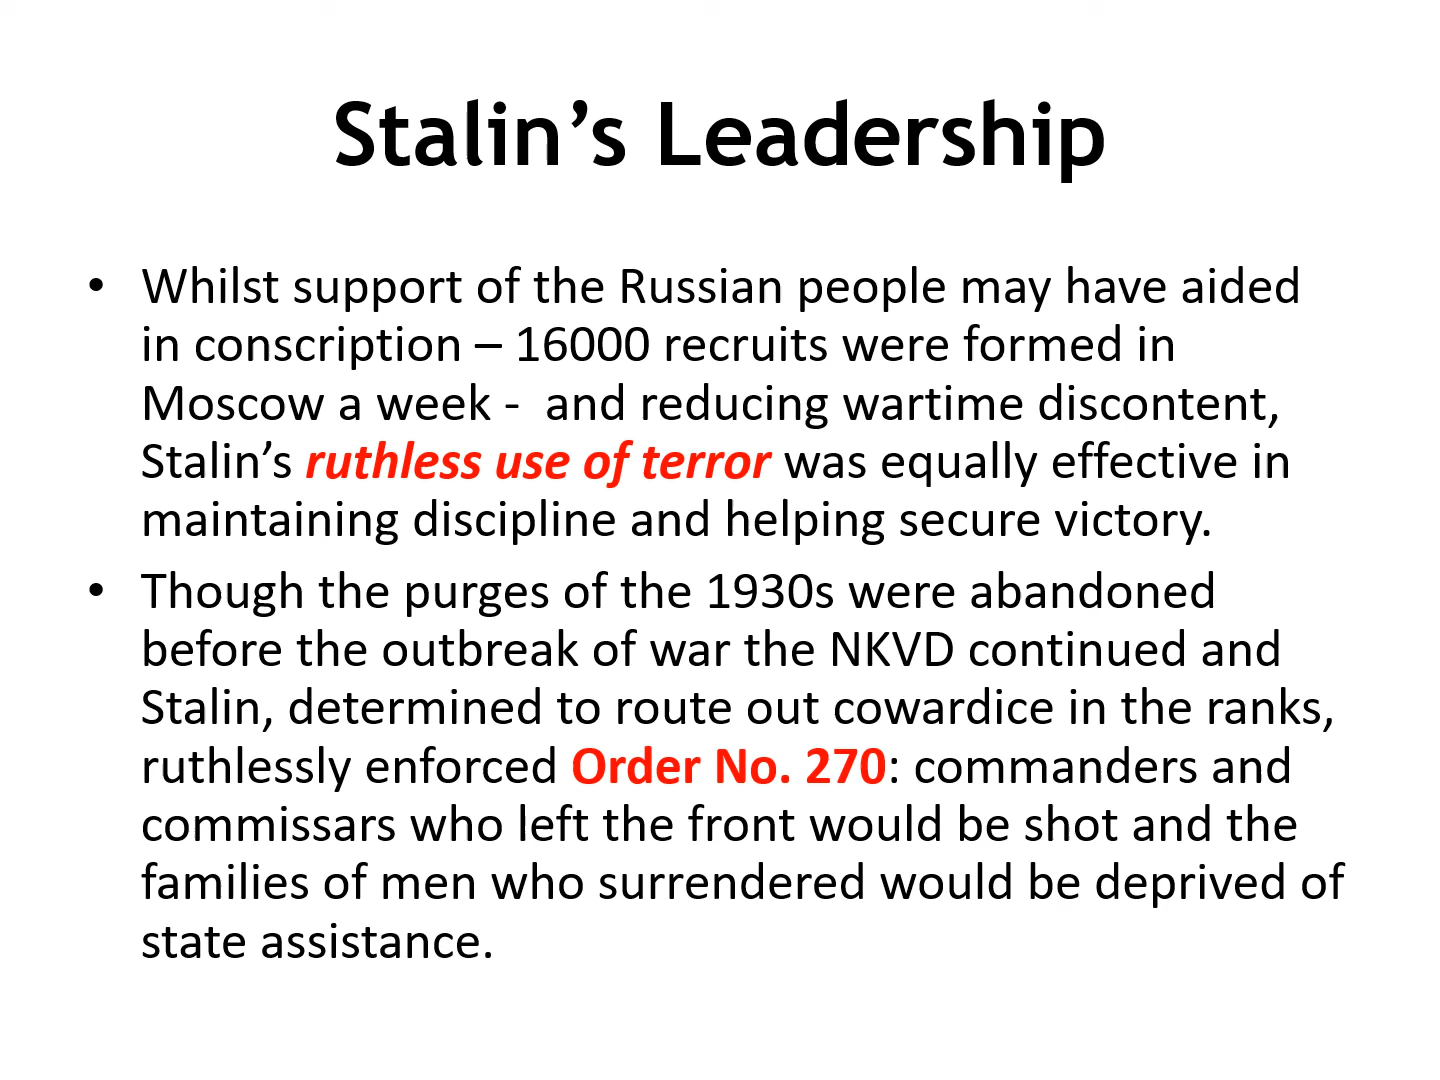 Stalin’s Leadership
• Whilst support of the Russian people may have aided
in conscription – 16000 recruits were formed in
Moscow a week -  and reducing wartime discontent,
Stalin’s ruthless use of terror was equally effective in
maintaining discipline and helping secure victory.
• Though the purges of the 1930s were abandoned
before the outbreak of war the NKVD continued and
Stalin, determined to route out cowardice in the ranks,
ruthlessly enforced Order No. 270: commanders and
commissars who left the front would be shot and the
families of men who surrendered would be deprived of
state assistance.